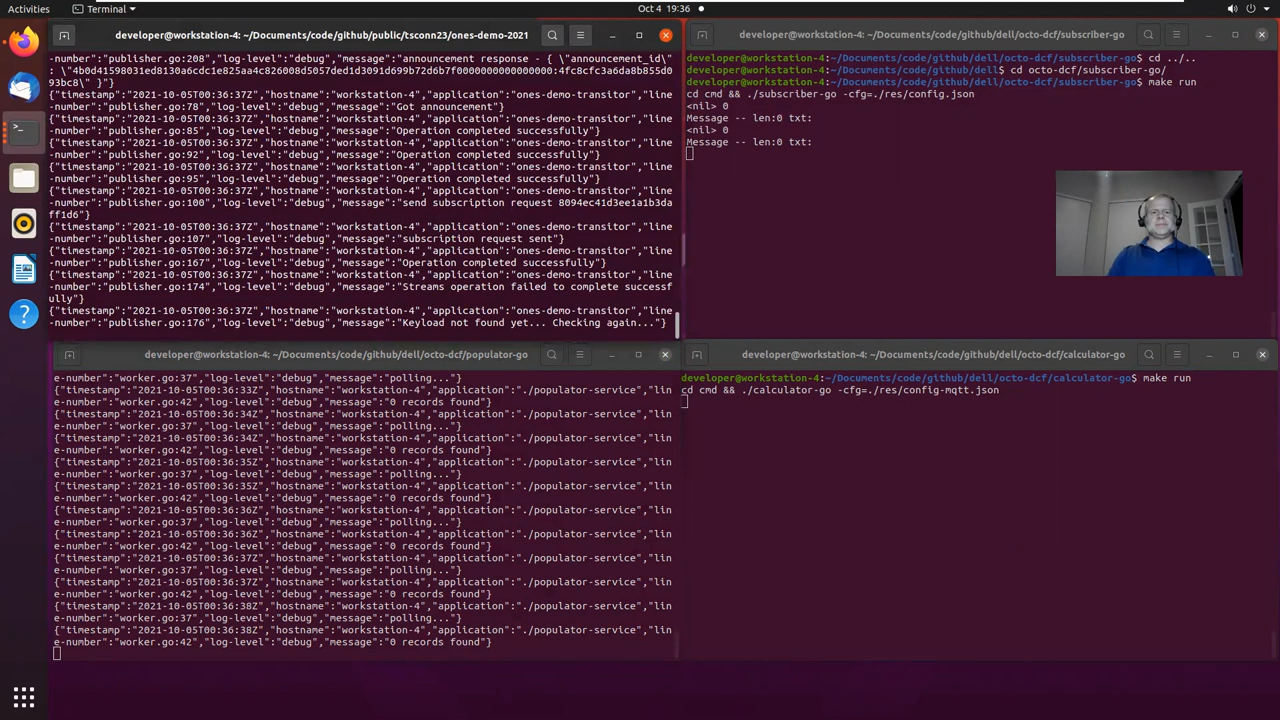 Activities
Terminal
Oct 4 19:36
developer@workstation-4: ~/Documents/code/github/public/tsconn23/ones-demo-2021
-number":"publisher.go:208","log-level":"debug","message":"announcement response - { \"announcement_id\"
: \"4b0d41598031ed8130a6cdc1e825aa4c826008d5057ded1d3091d699b72d6b7f0000000000000000:4fc8cfc3a6da8b855d0
093bc8\" }"}
{"timestamp":"2021-10-05T00:36:37Z","hostname":"workstation-4","application":"ones-demo-transitor","line
-number":"publisher.go:78","log-level":"debug","message":"Got announcement"}
{"timestamp":"2021-10-05T00:36:37Z","hostname":"workstation-4","application":"ones-demo-transitor","line
-number":"publisher.go:85","log-level":"debug","message":"Operation completed successfully"}
{"timestamp":"2021-10-05T00:36:37Z","hostname":"workstation-4","application":"ones-demo-transitor","line
-number":"publisher.go:92","log-level":"debug","message":"Operation completed successfully"}
{"timestamp":"2021-10-05T00:36:37Z","hostname":"workstation-4","application":"ones-demo-transitor","line
-number":"publisher.go:95","log-level":"debug","message":"Operation completed successfully"}
{"timestamp":"2021-10-05T00:36:37Z","hostname":"workstation-4","application":"ones-demo-transitor","line
-number":"publisher.go:100","log-level":"debug","message":"send subscription request 8094ec41d3ee1a1b3da
ff1d6"}
{"timestamp":"2021-10-05T00:36:37Z","hostname":"workstation-4","application":"ones-demo-transitor","line
-number":"publisher.go:107","log-level":"debug","message":"subscription request sent"}
{"timestamp":"2021-10-05T00:36:37Z","hostname":"workstation-4","application":"ones-demo-transitor","line
-number":"publisher.go:167","log-level":"debug","message":"Operation completed successfully"}
{"timestamp":"2021-10-05T00:36:37Z","hostname":"workstation-4","application":"ones-demo-transitor","line
-number":"publisher.go:174","log-level":"debug","message":"Streams operation failed to complete successf
ully"}
{"timestamp":"2021-10-05T00:36:37Z","hostname":"workstation-4","application":"ones-demo-transitor","line
-number":"publisher.go:176","log-level":"debug","message":"Keyload not found yet... Checking again..."}
developer@workstation-4: ~/Documents/code/github/dell/octo-dcf/subscriber-go
developer@workstation-4:~/Documents/code/github/dell/octo-dcf/subscriber-go$ cd ../..
developer@workstation-4:~/Documents/code/github/dell$ cd octo-dcf/subscriber-go/
developer@workstation-4:~/Documents/code/github/dell/octo-dcf/subscriber-go$ make run
cd cmd && ./subscriber-go -cfg=./res/config.json
<nil> 0
Message -- len:0 txt:
<nil> 0
Message -- len:0 txt:
developer@workstation-4: ~/Documents/code/github/dell/octo-dcf/populator-go
e-number":"worker.go:37","log-level":"debug","message":"polling..."}
{"timestamp":"2021-10-05T00:36:33Z","hostname":"workstation-4","application":"./populator-service","lin
e-number":"worker.go:42","log-level":"debug","message":"0 records found"}
{"timestamp":"2021-10-05T00:36:34Z","hostname":"workstation-4","application":"./populator-service","lin
e-number":"worker.go:37","log-level":"debug","message":"polling..."}
{"timestamp":"2021-10-05T00:36:34Z","hostname":"workstation-4","application":"./populator-service","lin
e-number":"worker.go:42","log-level":"debug","message":"0 records found"}
{"timestamp":"2021-10-05T00:36:35Z","hostname":"workstation-4","application":"./populator-service","lin
e-number":"worker.go:37","log-level":"debug","message":"polling..."}
{"timestamp":"2021-10-05T00:36:35Z","hostname":"workstation-4","application":"./populator-service","lin
e-number":"worker.go:42","log-level":"debug","message":"0 records found"}
{"timestamp":"2021-10-05T00:36:36Z","hostname":"workstation-4","application":"./populator-service","lin
e-number":"worker.go:37","log-level":"debug","message":"polling..."}
{"timestamp":"2021-10-05T00:36:36Z","hostname":"workstation-4","application":"./populator-service","lin
e-number":"worker.go:42","log-level":"debug","message":"0 records found"}
{"timestamp":"2021-10-05T00:36:37Z","hostname":"workstation-4","application":"./populator-service","lin
e-number":"worker.go:37","log-level":"debug","message":"polling..."}
{"timestamp":"2021-10-05T00:36:37Z","hostname":"workstation-4","application":"./populator-service","lin
e-number":"worker.go:42","log-level":"debug","message":"0 records found"}
{"timestamp":"2021-10-05T00:36:38Z","hostname":"workstation-4","application":"./populator-service","lin
e-number":"worker.go:37","log-level":"debug","message":"polling..."}
{"timestamp":"2021-10-05T00:36:38Z","hostname":"workstation-4","application":"./populator-service","lin
e-number":"worker.go:42","log-level":"debug","message":"0 records found"}
developer@workstation-4: ~/Documents/code/github/dell/octo-dcf/calculator-go
developer@workstation-4:~/Documents/code/github/dell/octo-dcf/calculator-go$ make run
cd cmd && ./calculator-go -cfg=./res/config-mqtt.json